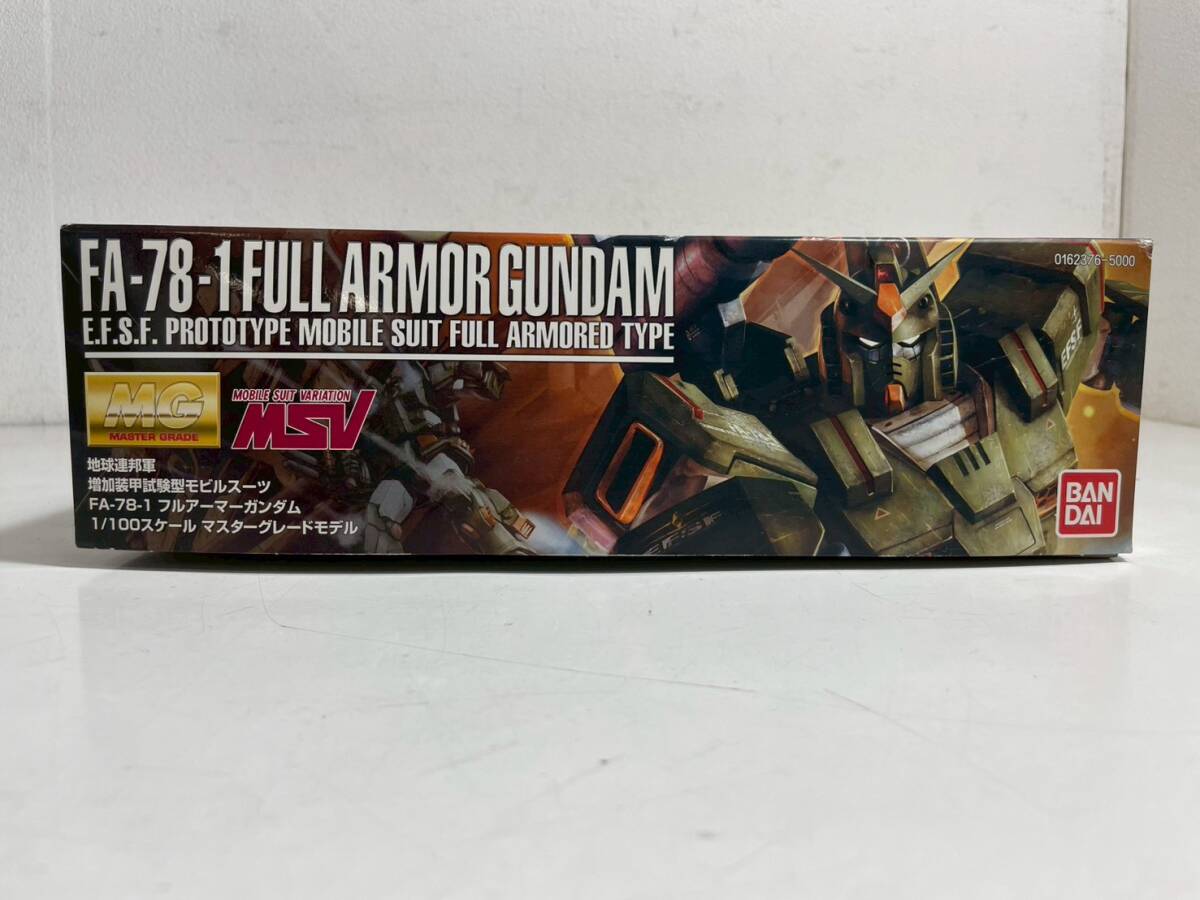 FA-78-1 FULL ARMOR GUNDAM
E.F.S.F. PROTOTYPE MOBILE SUIT FULL ARMORED TYPE
0162376-5000
MG
MASTER GRADE
MOBILE SUIT VARIATION
MSV
地球連邦軍
増加装甲試験型モビルスーツ
FA-78-1 フルアーマーガンダム
1/100スケール マスターグレードモデル
EFSF
BAN
DAI